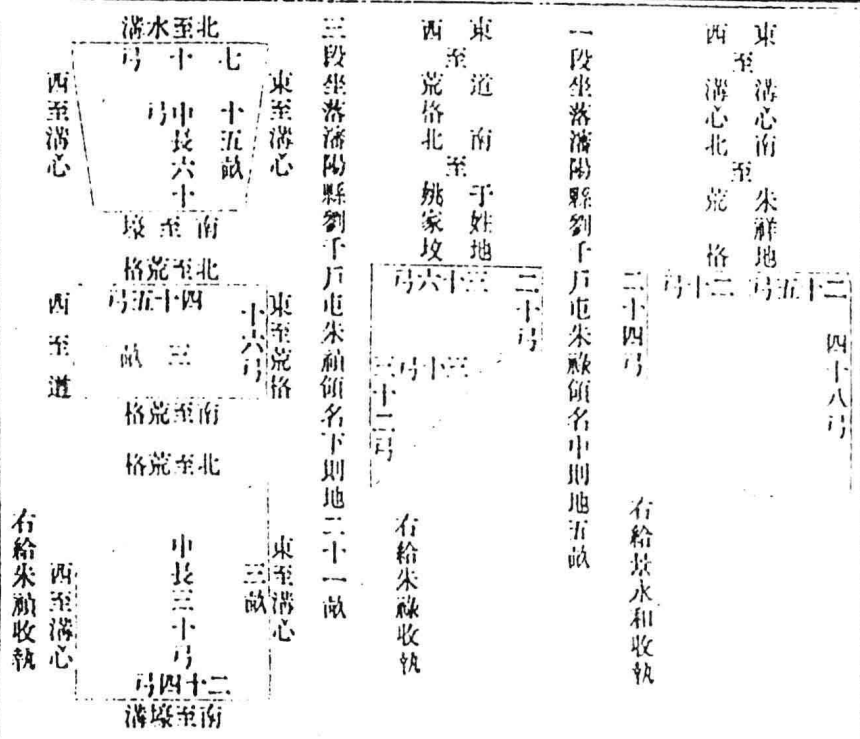 東
至
溝心南
至
朱祥地
西
溝心北
荒格
二十五弓
二十弓
四十八弓
二十四弓
右給景永和收執
一段坐落瀋陽縣劉千戶屯朱祿領名中則地五畝
東
至
道南
至
于姓地
西
荒格北
姚家墳
二十弓
三十六弓
三十弓
三十二弓
右給朱祿收執
三段坐落瀋陽縣劉千戶屯朱禎領名下則地二十一畝
北至水溝
東至溝心
七十弓
十五畝
中長六十弓
西至溝心
南至壕
北至荒格
東至荒格
十六弓
四十五弓
三畝
西至道
南至荒格
北至荒格
東至溝心
三畝
中長三十弓
二十四弓
西至溝心
南至壕溝
右給朱禎收執